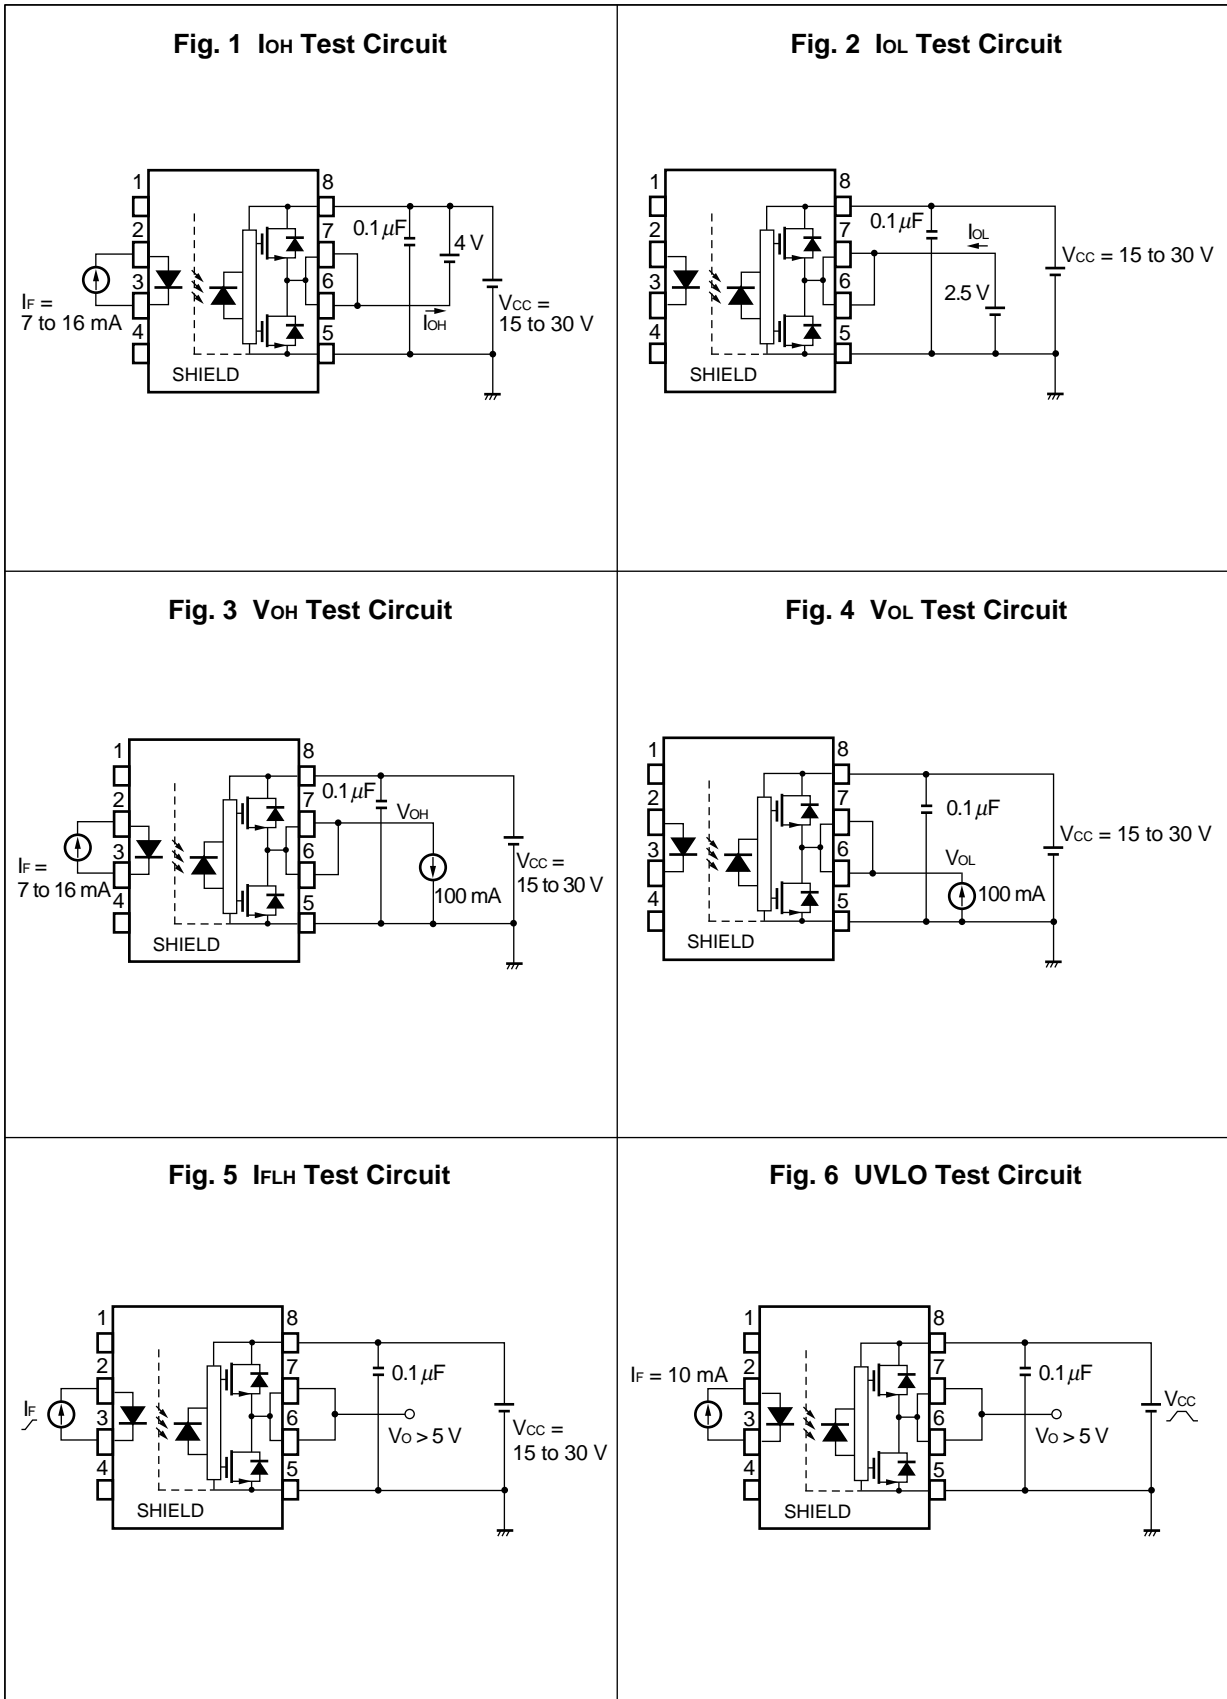 Fig. 1 IOH Test Circuit
1
8
2
7
3
6
4
5
0.1 µF
4 V
IF =
7 to 16 mA
IOH
VCC =
15 to 30 V
SHIELD
Fig. 2 IOL Test Circuit
1
8
2
7
3
6
4
5
0.1 µF
IOL
2.5 V
VCC = 15 to 30 V
SHIELD
Fig. 3 VOH Test Circuit
1
8
2
7
3
6
4
5
0.1 µF
VOH
IF =
7 to 16 mA
100 mA
VCC =
15 to 30 V
SHIELD
Fig. 4 VOL Test Circuit
1
8
2
7
3
6
4
5
0.1 µF
VOL
100 mA
VCC = 15 to 30 V
SHIELD
Fig. 5 IFLH Test Circuit
1
8
2
7
3
6
4
5
0.1 µF
IF
VO > 5 V
VCC =
15 to 30 V
SHIELD
Fig. 6 UVLO Test Circuit
1
8
2
7
3
6
4
5
IF = 10 mA
0.1 µF
VO > 5 V
VCC
SHIELD